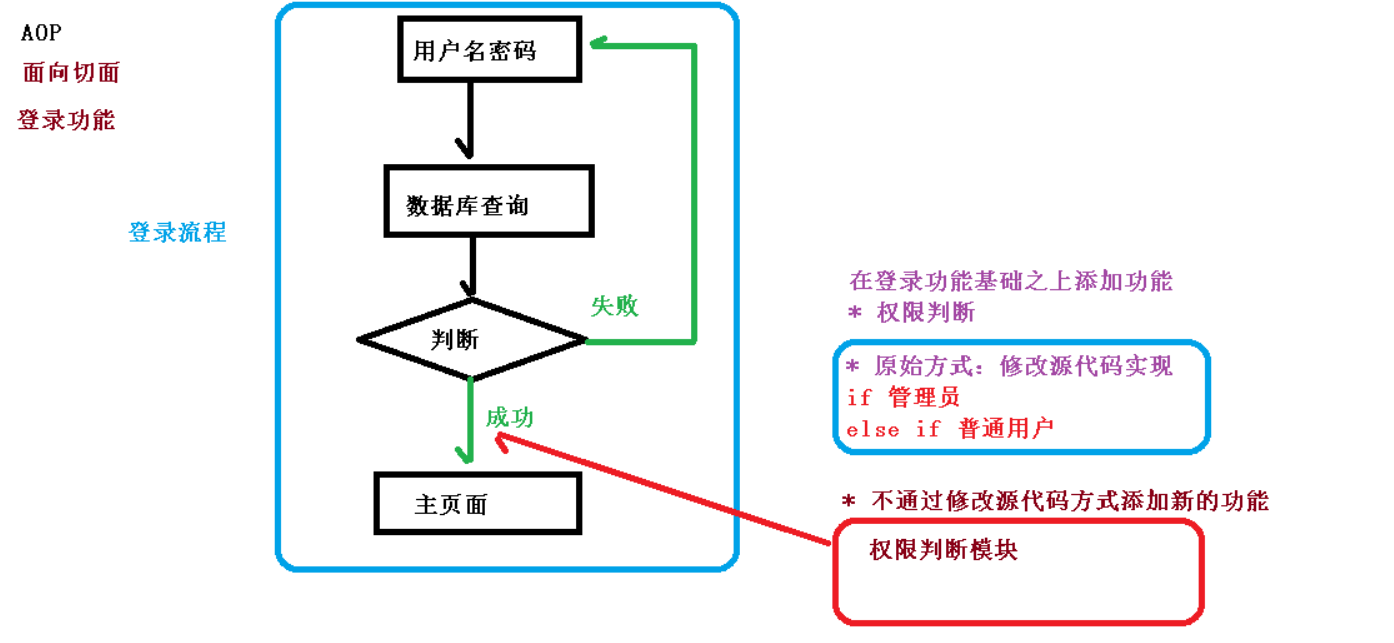 AOP
面向切面
登录功能
登录流程
用户名密码
数据库查询
判断
失败
成功
主页面
在登录功能基础之上添加功能
* 权限判断
* 原始方式：修改源代码实现
if 管理员
else if 普通用户
* 不通过修改源代码方式添加新的功能
权限判断模块